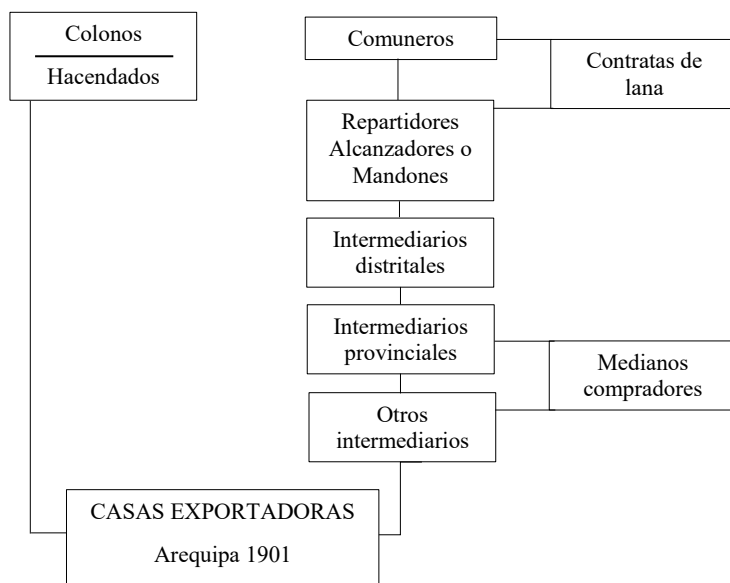 Colonos
Hacendados
Comuneros
Contratas de
lana
Repartidores
Alcanzadores o
Mandones
Intermediarios
distritales
Intermediarios
provinciales
Medianos
compradores
Otros
intermediarios
CASAS EXPORTADORAS
Arequipa 1901